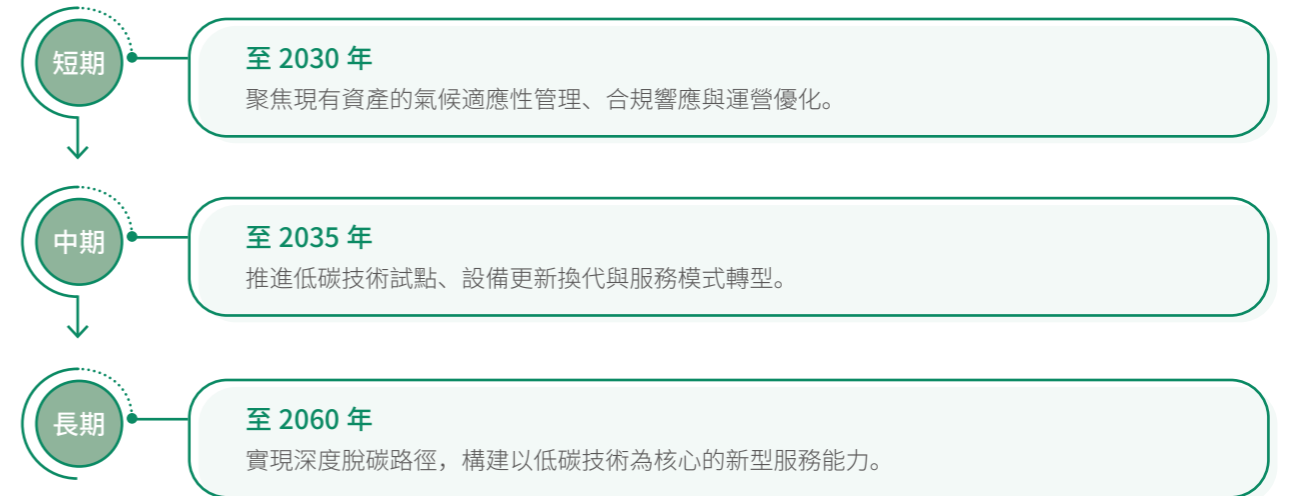 短期
至 2030 年
聚焦現有資產的氣候適應性管理、合規響應與運營優化。
中期
至 2035 年
推進低碳技術試點、設備更新換代與服務模式轉型。
長期
至 2060 年
實現深度脫碳路徑，構建以低碳技術為核心的新型服務能力。